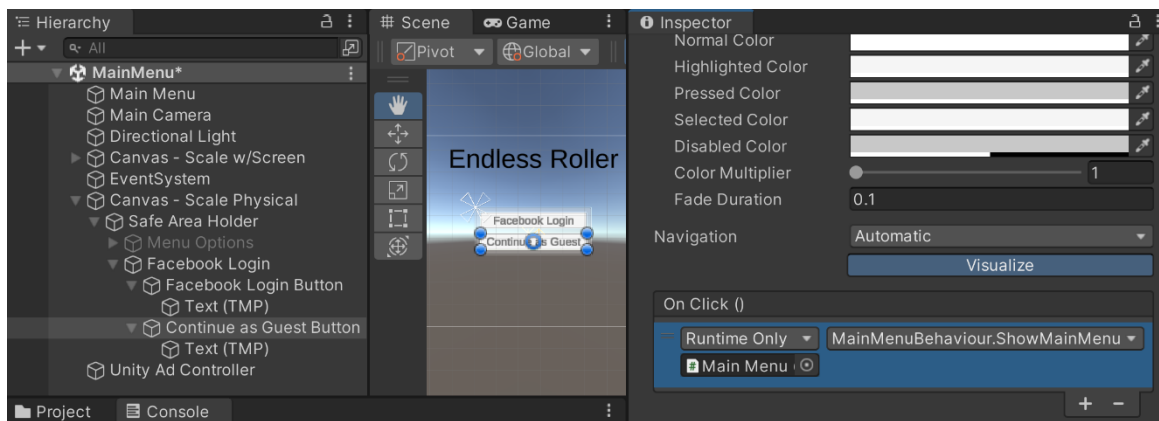 Hierarchy
All
MainMenu*
Main Menu
Main Camera
Directional Light
Canvas - Scale w/Screen
EventSystem
Canvas - Scale Physical
Safe Area Holder
Menu Options
Facebook Login
Facebook Login Button
Text (TMP)
Continue as Guest Button
Text (TMP)
Unity Ad Controller
Project Console
Scene Game
Pivot Global
Endless Roller
Facebook Login
Continue as Guest
Inspector
Normal Color
Highlighted Color
Pressed Color
Selected Color
Disabled Color
Color Multiplier 1
Fade Duration 0.1
Navigation Automatic
Visualize
On Click ()
Runtime Only MainMenuBehaviour.ShowMainMenu
Main Menu
+ -